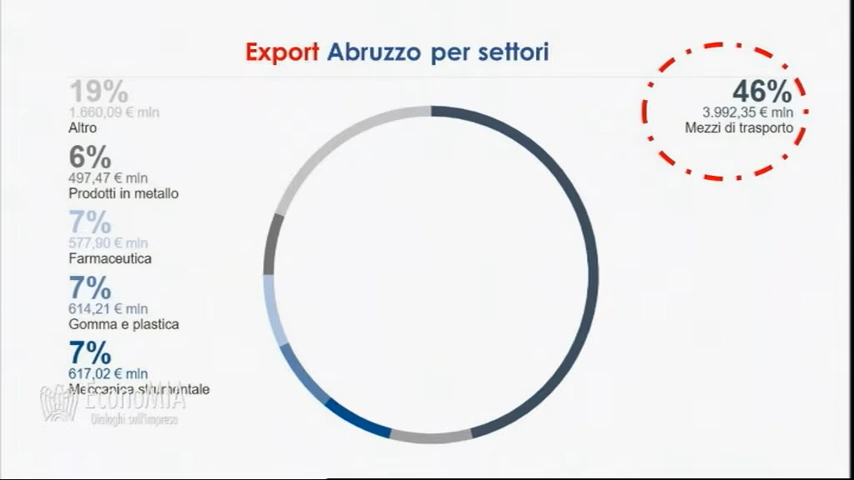 Export Abruzzo per settori
19%
1.660,09 € mln
Altro
6%
497,47 € mln
Prodotti in metallo
7%
577,90 € mln
Farmaceutica
7%
614,21 € mln
Gomma e plastica
7%
617,02 € mln
Meccanica strumentale
ECONOMIA
Dialoghi sull'impresa
46%
3.992,35 € mln
Mezzi di trasporto